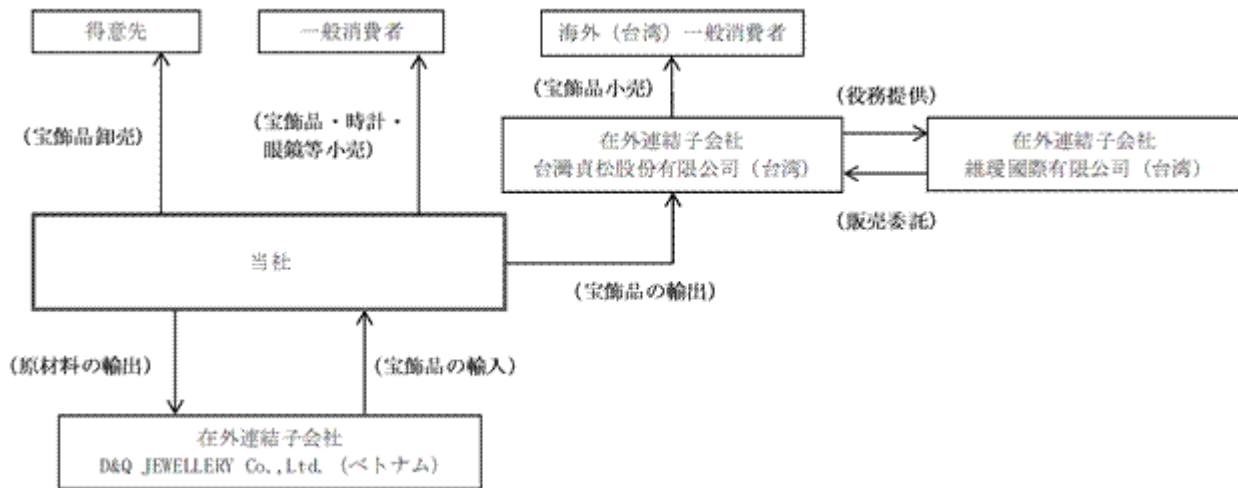 得意先
一般消費者
海外（台湾）一般消費者
（宝飾品卸売）
（宝飾品・時計・
眼鏡等小売）
（宝飾品小売）
（役務提供）
在外連結子会社
台灣貞松股份有限公司（台湾）
在外連結子会社
維璦國際有限公司（台湾）
（販売委託）
当社
（宝飾品の輸出）
（原材料の輸出）
（宝飾品の輸入）
在外連結子会社
D&Q JEWELLERY Co.,Ltd.（ベトナム）